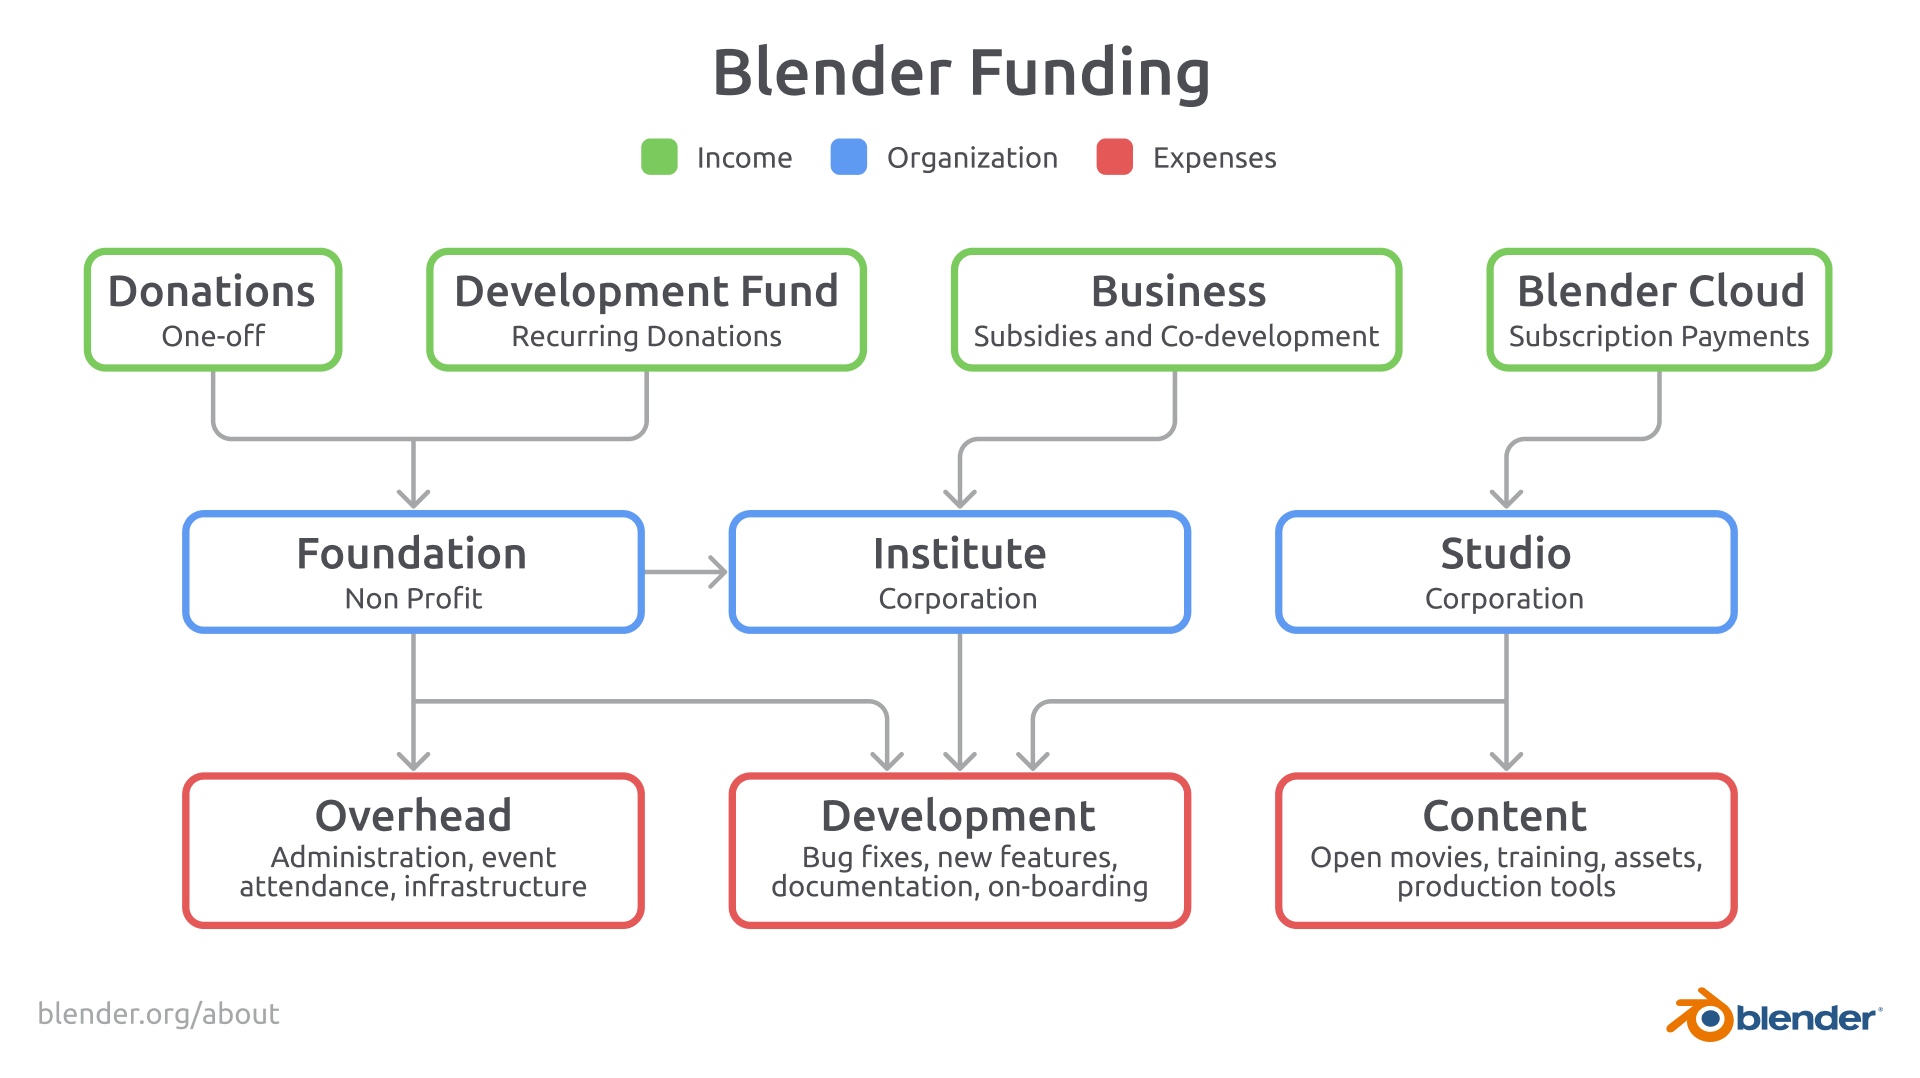 Blender Funding
Income
Organization
Expenses
Donations
One-off
Development Fund
Recurring Donations
Business
Subsidies and Co-development
Blender Cloud
Subscription Payments
Foundation
Non Profit
Institute
Corporation
Studio
Corporation
Overhead
Administration, event
attendance, infrastructure
Development
Bug fixes, new features,
documentation, on-boarding
Content
Open movies, training, assets,
production tools
blender.org/about
blender®